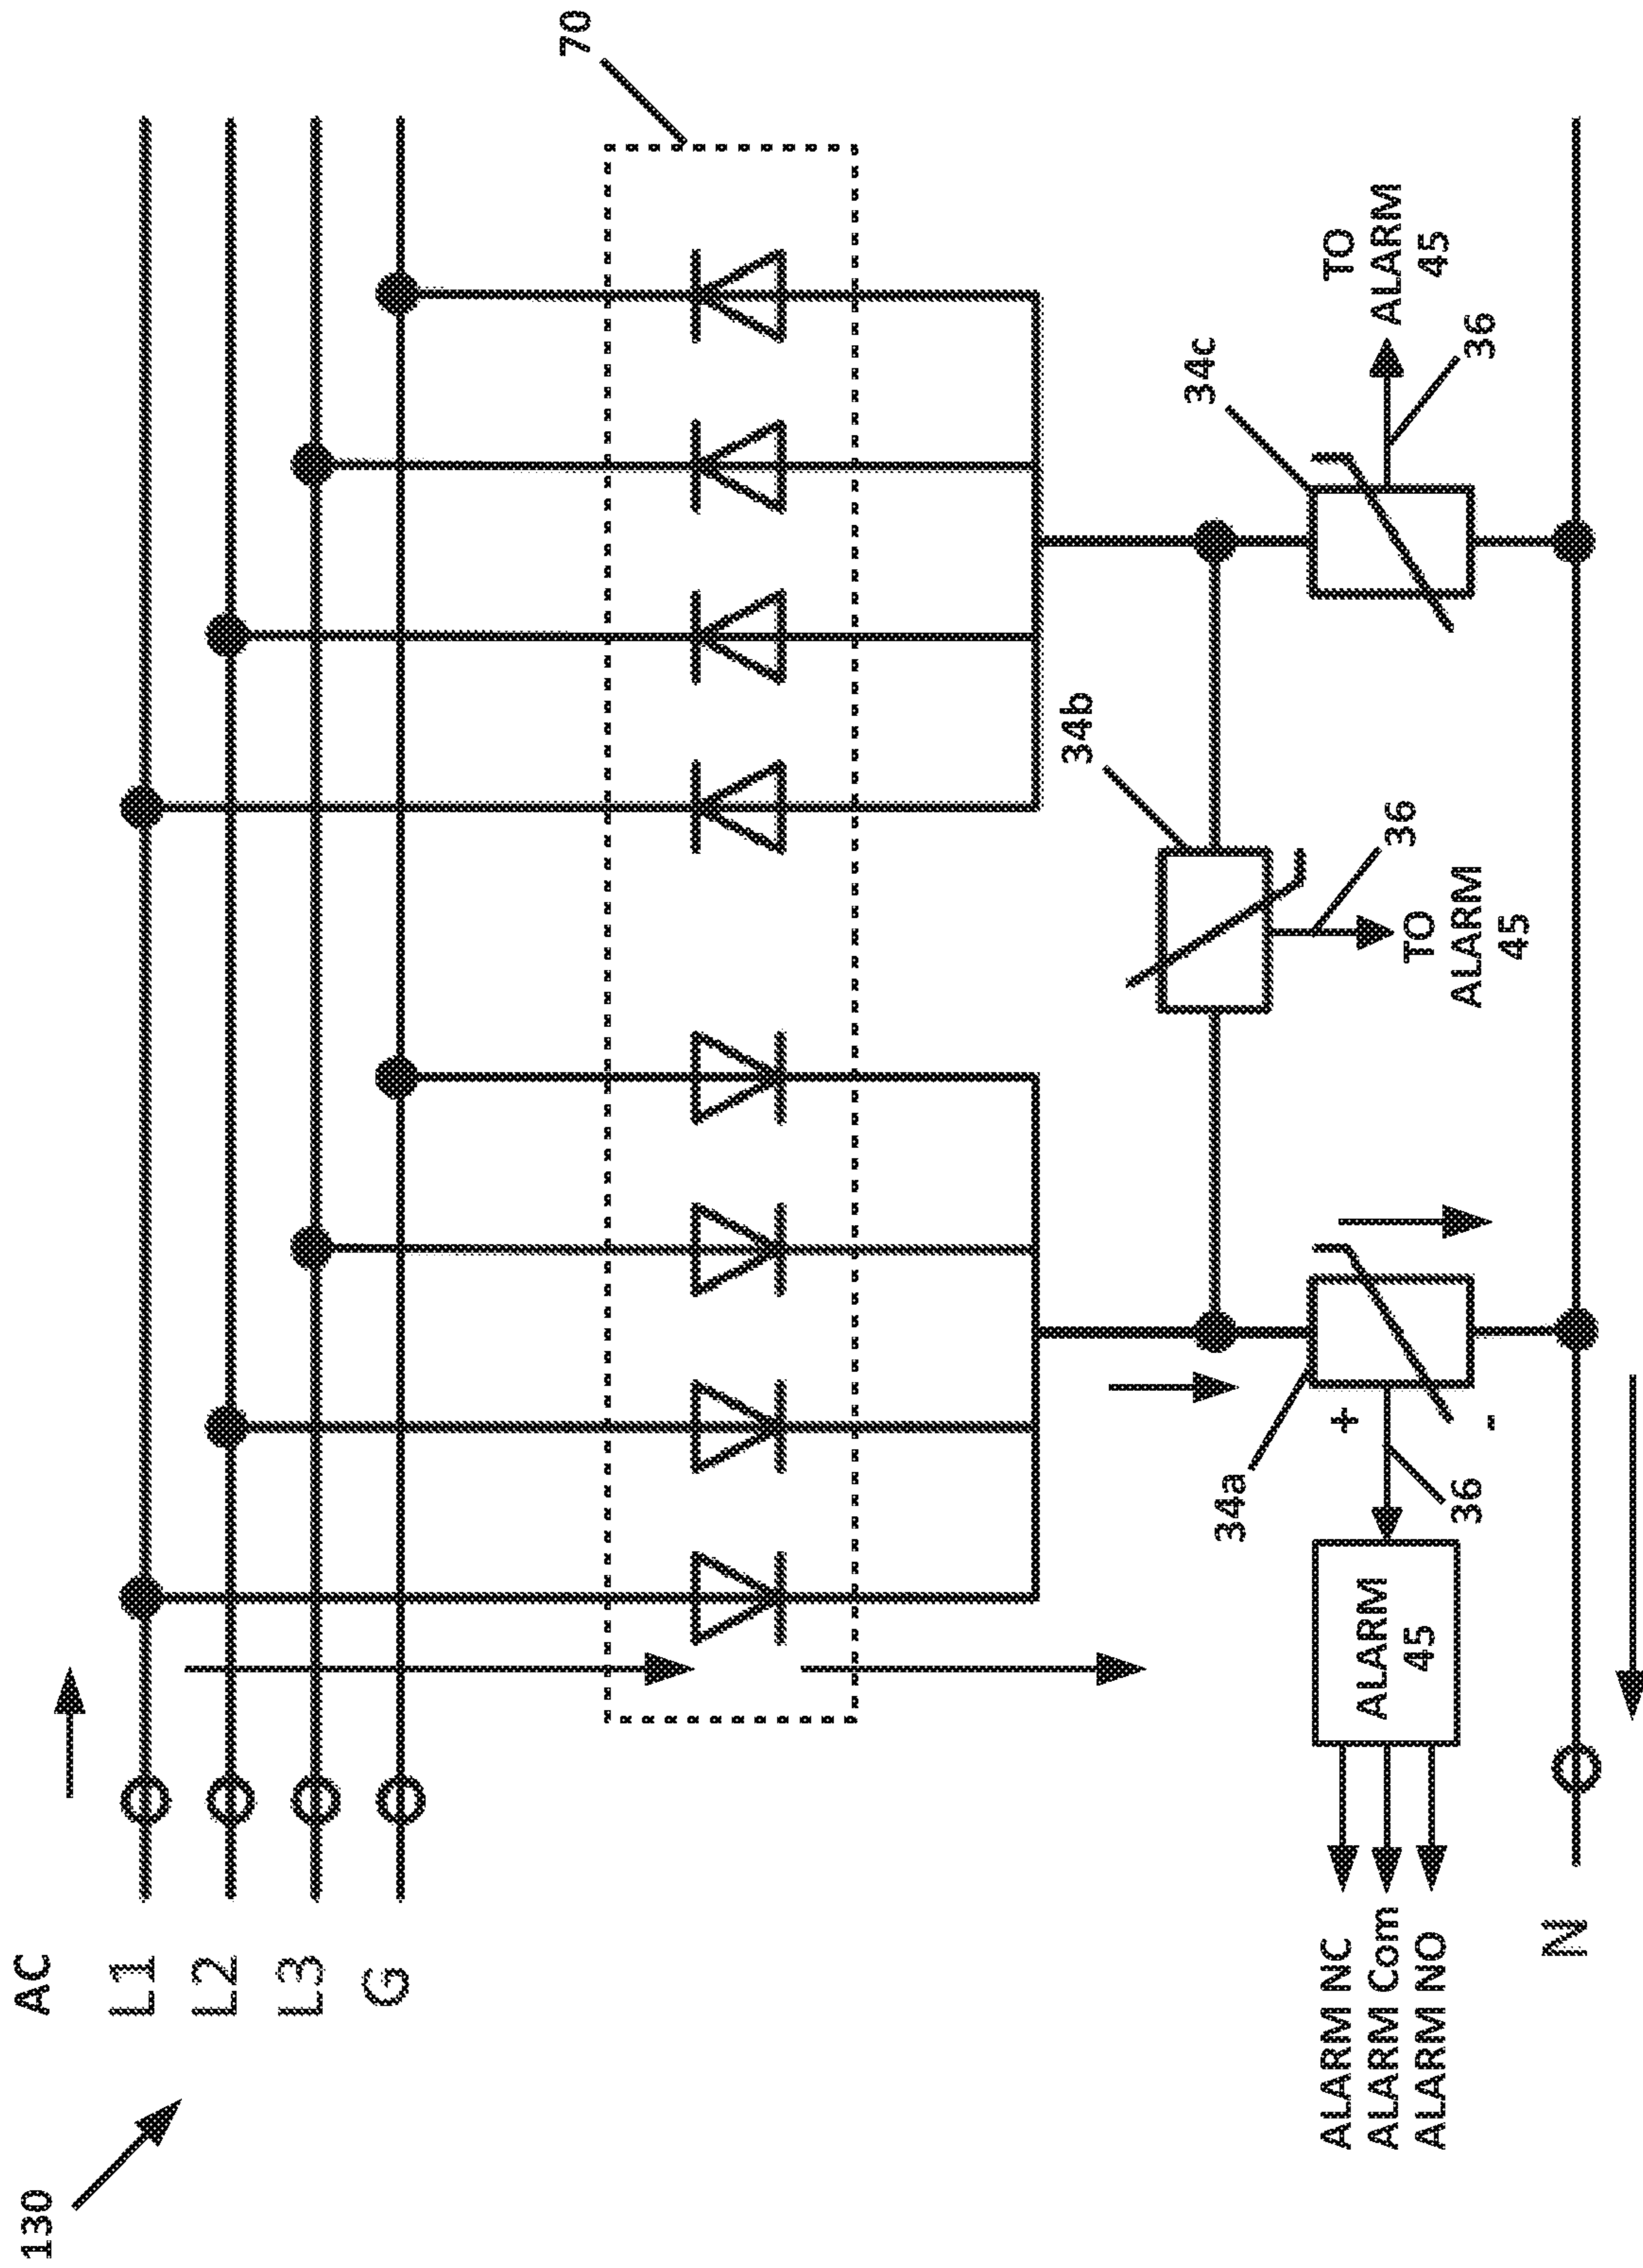 130
AC
L1
L2
L3
G
70
34b
34c
36
TO
ALARM
45
36
TO
ALARM
45
34a
+
-
36
ALARM
45
ALARM NC
ALARM Com
ALARM NO
N